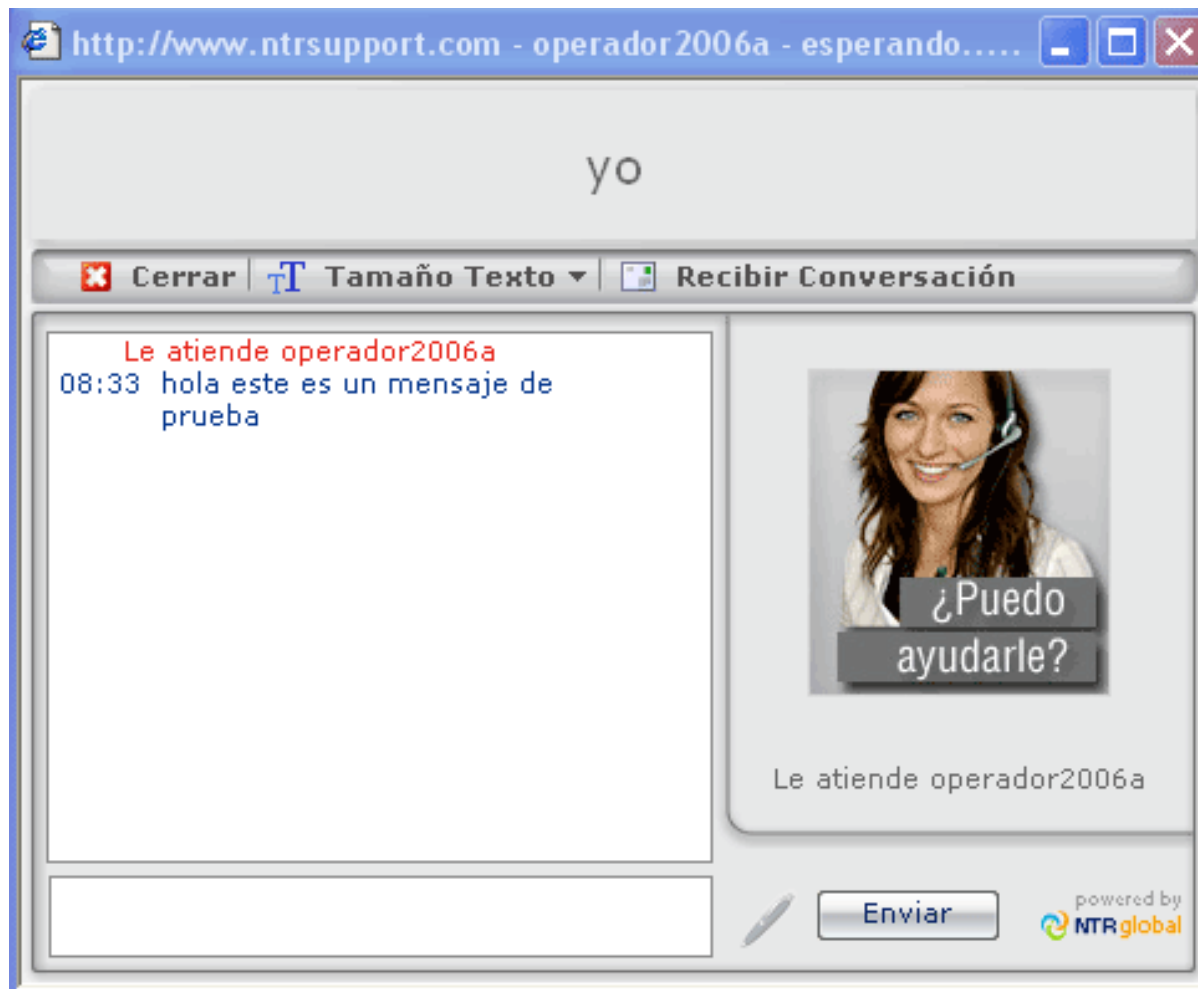 http://www.ntrsupport.com - operador2006a - esperando.....
yo
Cerrar Tamaño Texto Recibir Conversación
Le atiende operador2006a
08:33 hola este es un mensaje de
prueba
¿Puedo
ayudarle?
Le atiende operador2006a
Enviar
powered by
NTRglobal